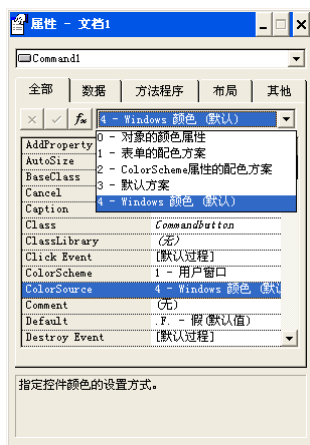 属性 - 文档1
Command1
全部 数据 方法程序 布局 其他
4 - Windows 颜色 (默认)
0 - 对象的颜色属性
1 - 表单的配色方案
2 - ColorScheme属性的配色方案
3 - 默认方案
4 - Windows 颜色 (默认)
AddProperty
AutoSize
BaseClass
Cancel
Caption
Class Commandbutton
ClassLibrary (无)
Click Event [默认过程]
ColorScheme 1 - 用户窗口
ColorSource 4 - Windows 颜色 (默认
Comment (无)
Default .F. - 假(默认值)
Destroy Event [默认过程]
指定控件颜色的设置方式。